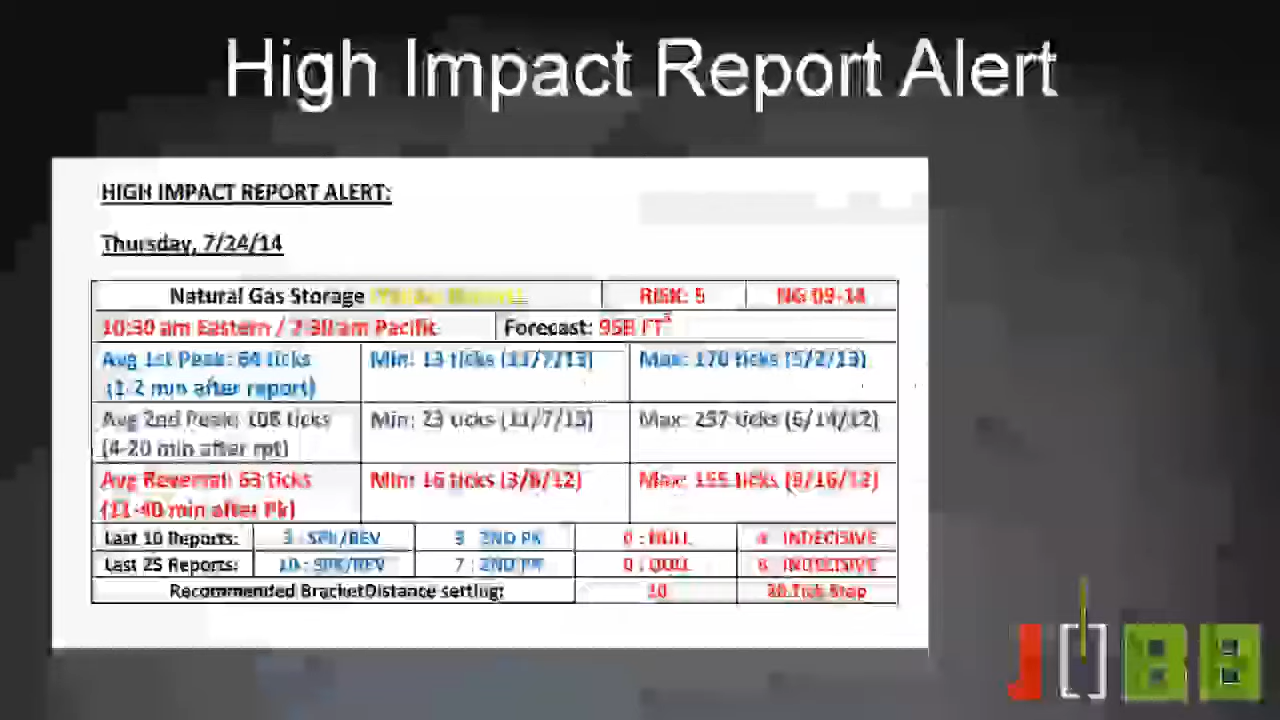 High Impact Report Alert
HIGH IMPACT REPORT ALERT:
Thursday, 7/24/14
Natural Gas Storage RISK: 5 NG 09-14
10:30 am Eastern / 7:30 am Pacific Forecast: 95B FT³
Avg 1st Peak: 64 ticks Min: 13 ticks (11/7/13) Max: 170 ticks (5/2/13)
(1-2 min after report)
Avg 2nd Peak: ticks Min: 23 ticks (11/7/13) Max: 257 ticks (6/14/12)
(4-20 min after rpt)
Avg Reversal: 63 ticks Min: 16 ticks (3/8/12) Max: 155 ticks
(11-40 min after Pk)
Last 10 Reports: SPK/REV 2ND PK 0 : DULL INDECISIVE
Last 25 Reports: 10 : SPK/REV 7 : 2ND PK 0 : DULL INDECISIVE
Recommended BracketDistance setting: 10 Tick Stop